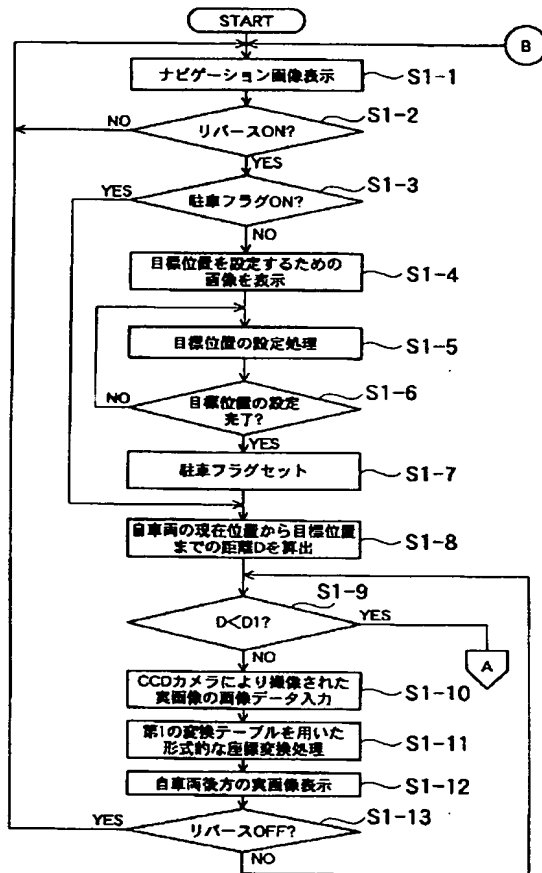 START
B
ナビゲーション画像表示
S1-1
リバースON?
S1-2
NO
YES
駐車フラグON?
S1-3
YES
NO
目標位置を設定するための
画像を表示
S1-4
目標位置の設定処理
S1-5
目標位置の設定
完了?
S1-6
NO
YES
駐車フラグセット
S1-7
自車両の現在位置から目標位置
までの距離Dを算出
S1-8
D<D1?
S1-9
YES
A
NO
CCDカメラにより撮像された
実画像の画像データ入力
S1-10
第1の変換テーブルを用いた
形式的な座標変換処理
S1-11
自車両後方の実画像表示
S1-12
リバースOFF?
S1-13
YES
NO